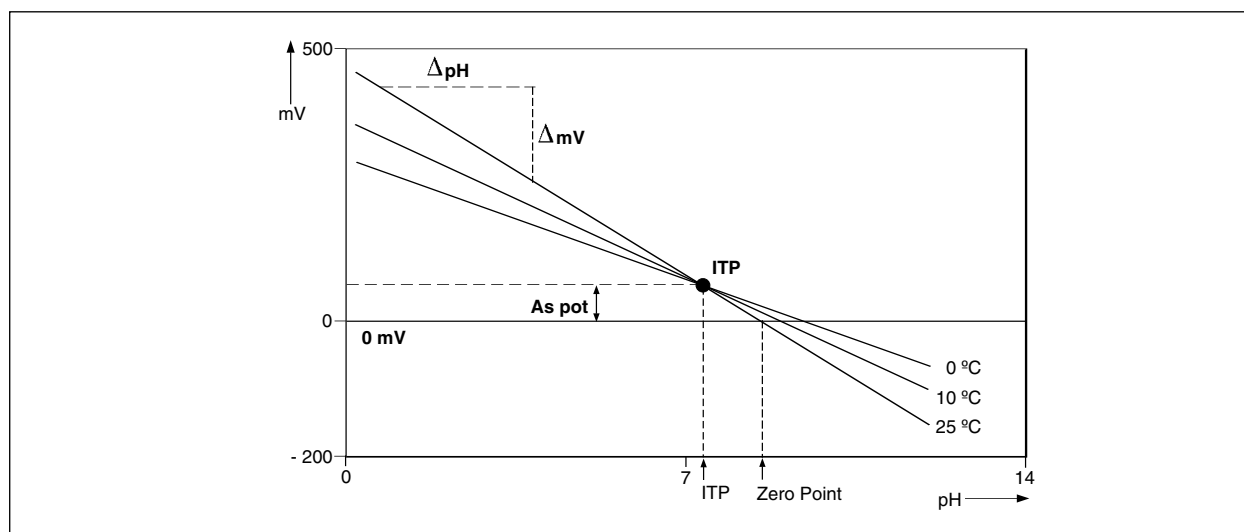 500
mV
ΔpH
ΔmV
ITP
As pot
0
0 mV
0 ºC
10 ºC
25 ºC
- 200
0
7
14
ITP
Zero Point
pH